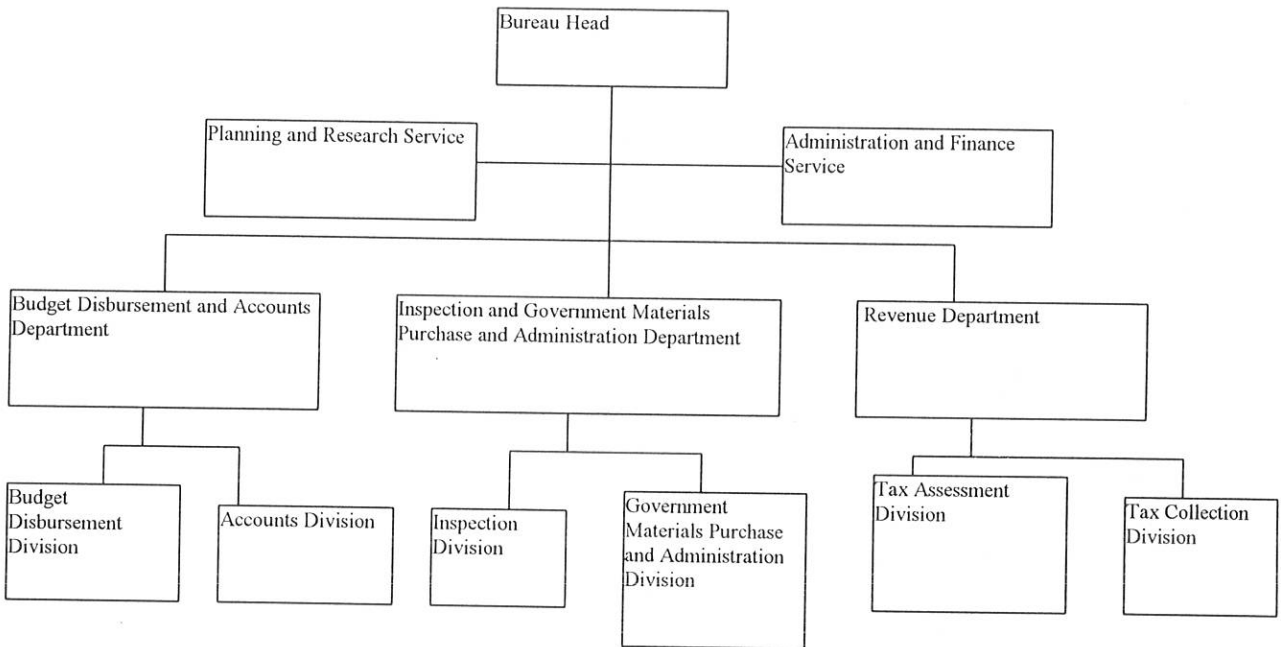 Bureau Head
Planning and Research Service
Administration and Finance
Service
Budget Disbursement and Accounts
Department
Inspection and Government Materials
Purchase and Administration Department
Revenue Department
Budget
Disbursement
Division
Accounts Division
Inspection
Division
Government
Materials Purchase
and Administration
Division
Tax Assessment
Division
Tax Collection
Division